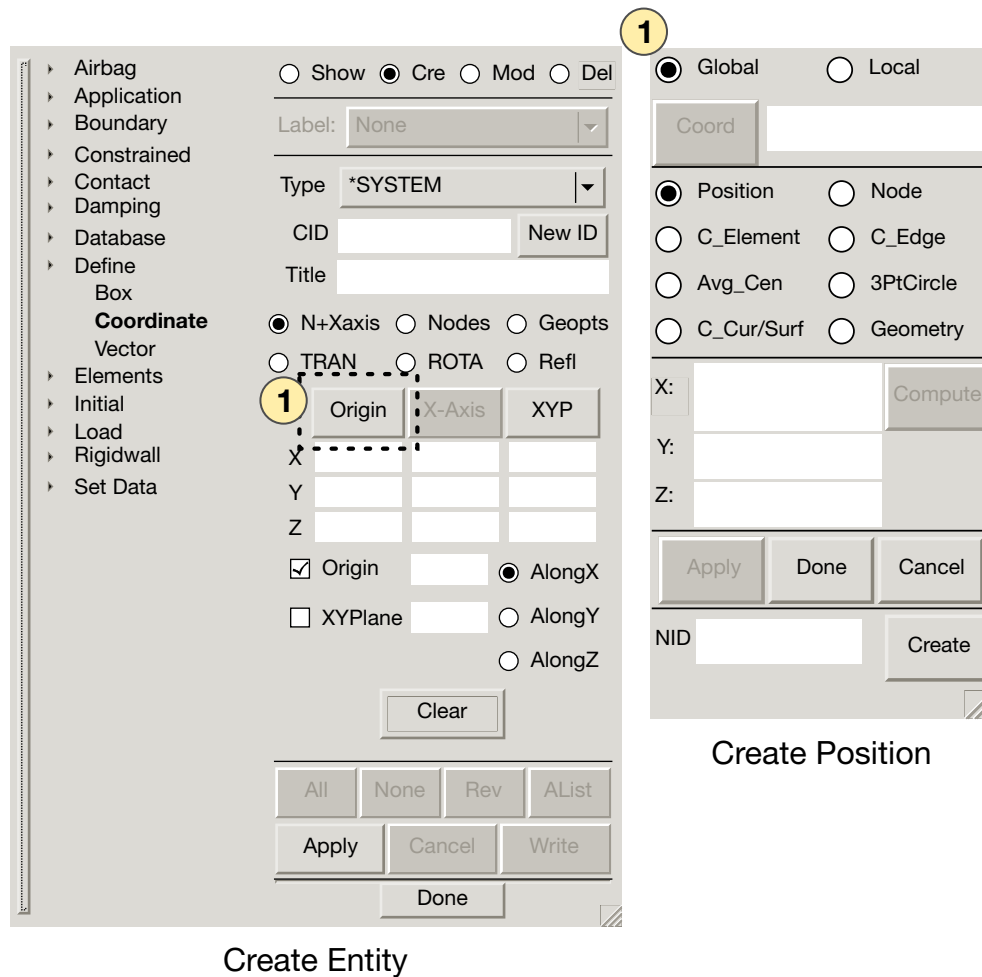 1
Airbag
Application
Boundary
Constrained
Contact
Damping
Database
Define
Box
Coordinate
Vector
Elements
Initial
Load
Rigidwall
Set Data
Show Cre Mod Del
Label: None
Type *SYSTEM
CID New ID
Title
N+Xaxis Nodes Geopts
TRAN ROTA Refl
1 Origin X-Axis XYP
X
Y
Z
Origin AlongX
XYPlane AlongY
AlongZ
Clear
All None Rev AList
Apply Cancel Write
Done
Create Entity
Global Local
Coord
Position Node
C_Element C_Edge
Avg_Cen 3PtCircle
C_Cur/Surf Geometry
X: Compute
Y:
Z:
Apply Done Cancel
NID Create
Create Position